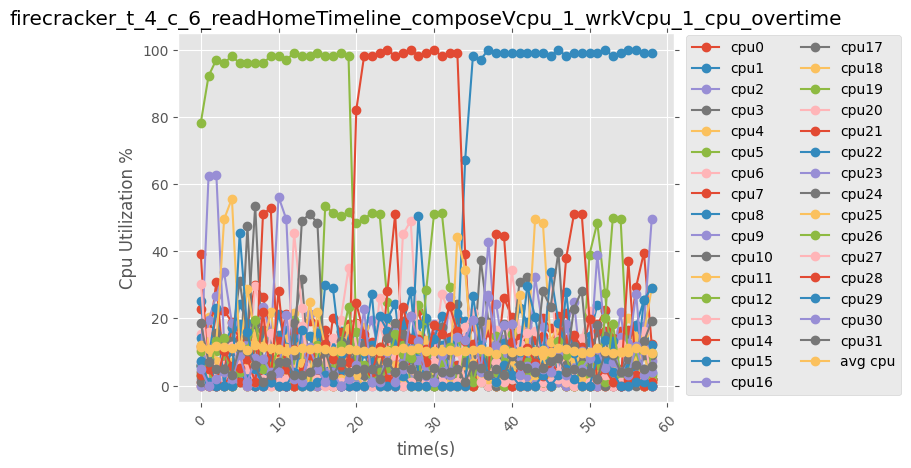 firecracker_t_4_c_6_readHomeTimeline_composeVcpu_1_wrkVcpu_1_cpu_overtime
100
80
60
40
20
0
Cpu Utilization %
0
10
20
30
40
50
60
time(s)
cpu0
cpu1
cpu2
cpu3
cpu4
cpu5
cpu6
cpu7
cpu8
cpu9
cpu10
cpu11
cpu12
cpu13
cpu14
cpu15
cpu16
cpu17
cpu18
cpu19
cpu20
cpu21
cpu22
cpu23
cpu24
cpu25
cpu26
cpu27
cpu28
cpu29
cpu30
cpu31
avg cpu